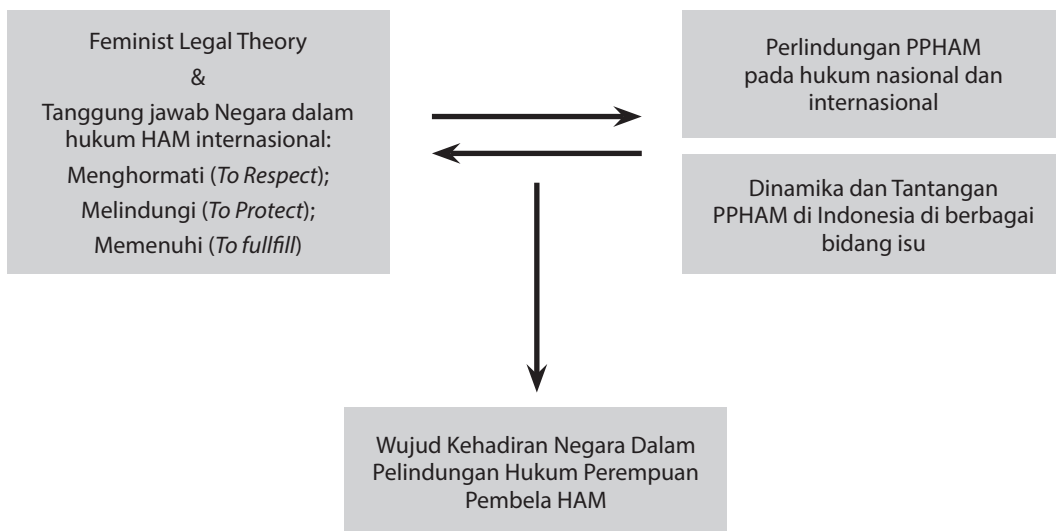 Feminist Legal Theory
&
Tanggung jawab Negara dalam
hukum HAM internasional:
Menghormati (To Respect);
Melindungi (To Protect);
Memenuhi (To fullfill)
Perlindungan PPHAM
pada hukum nasional dan
internasional
Dinamika dan Tantangan
PPHAM di Indonesia di berbagai
bidang isu
Wujud Kehadiran Negara Dalam
Pelindungan Hukum Perempuan
Pembela HAM